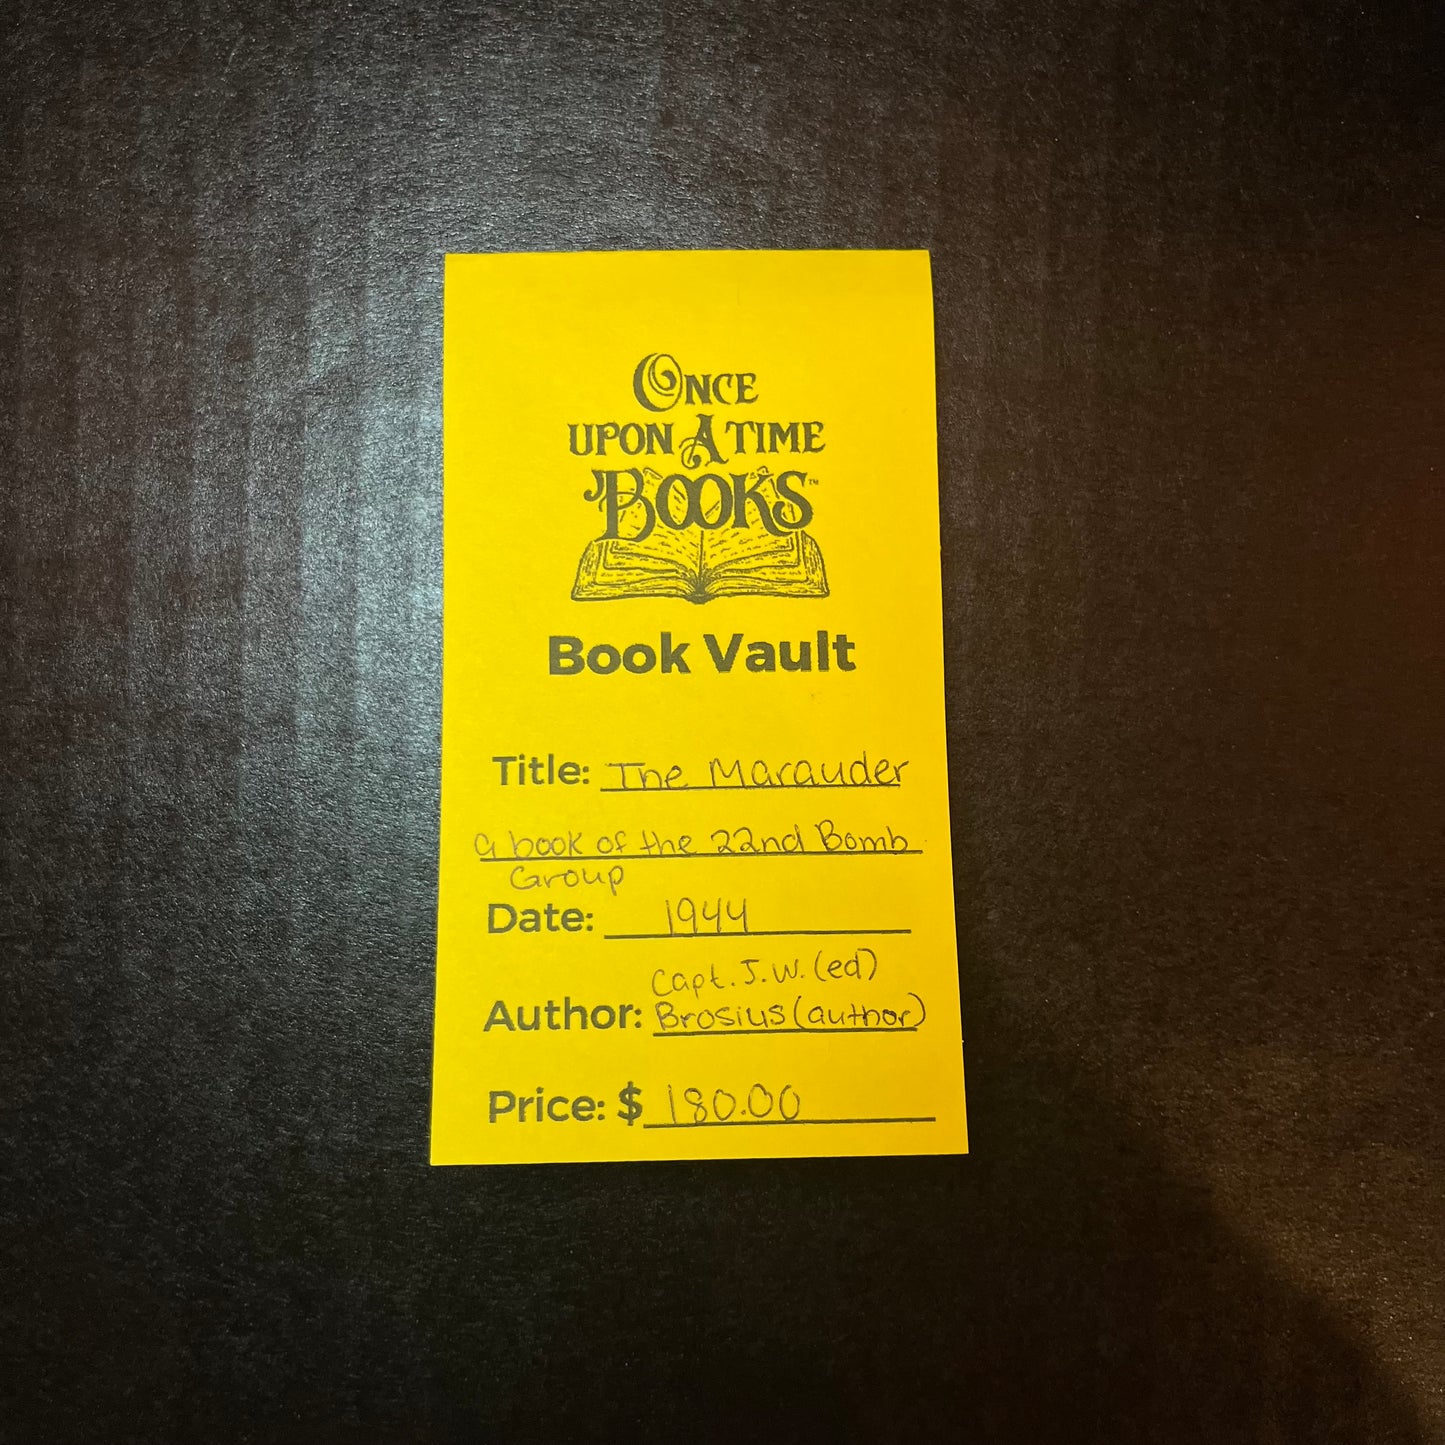 ONCE
UPON A TIME
BOOKS™
Book Vault
Title: The Marauder
a book of the 22nd Bomb
Group
Date: 1944
Capt. J.W. (ed)
Author: Brosius (author)
Price: $ 180.00